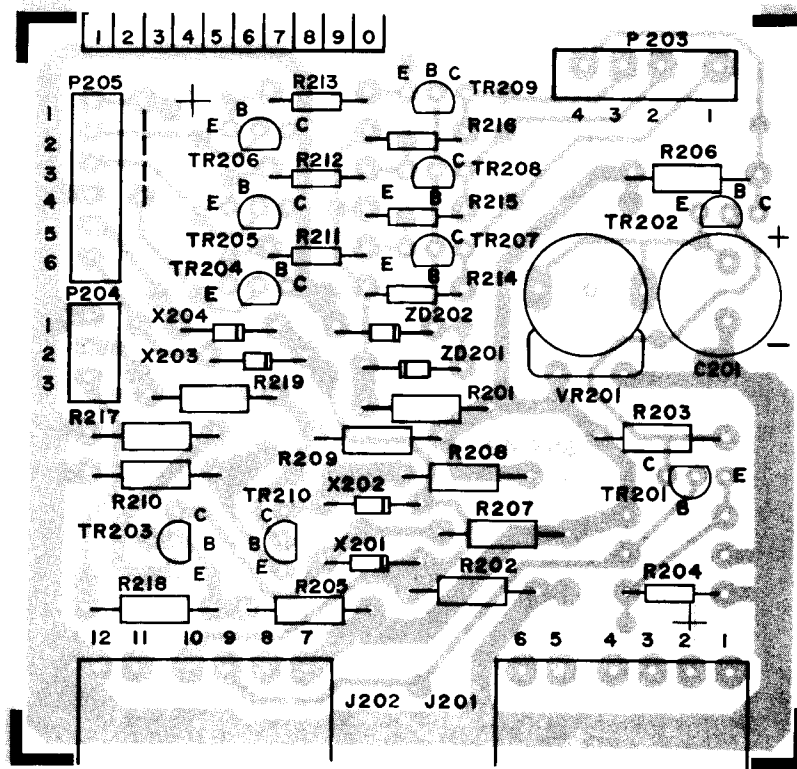 1 2 3 4 5 6 7 8 9 0
P203
4 3 2 1
P205
1
2
3
4
5
6
R213
E B C
TR209
B
E C
TR206
R216
R212
C
TR208
B
E R215
R206
B
E C
TR202
B
E C
TR205
R211
C TR207
E
B
R214
+
−
TR204
B
E C
P204
1
2
3
X204
ZD202
X203
ZD201
C201
VR201
R219
R201
R217
R203
R209
R208
C
TR201
E
B
R210
TR210
X202
TR203
C
B
E
C
B
E
R207
X201
R202
R204
R218
R205
12 11 10 9 8 7
6 5 4 3 2 1
J202 J201